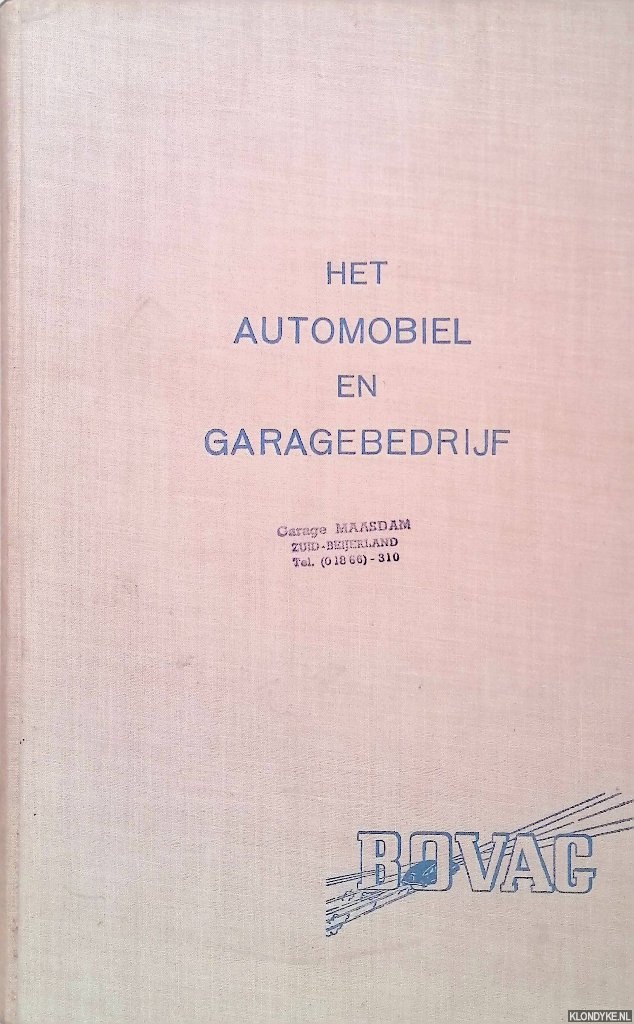 HET
AUTOMOBIEL
EN
GARAGEBEDRIJF
Garage MAASDAM
ZUID-BEIJERLAND
Tel. (01866)-310
BOVAG
KLONDYKE.NL